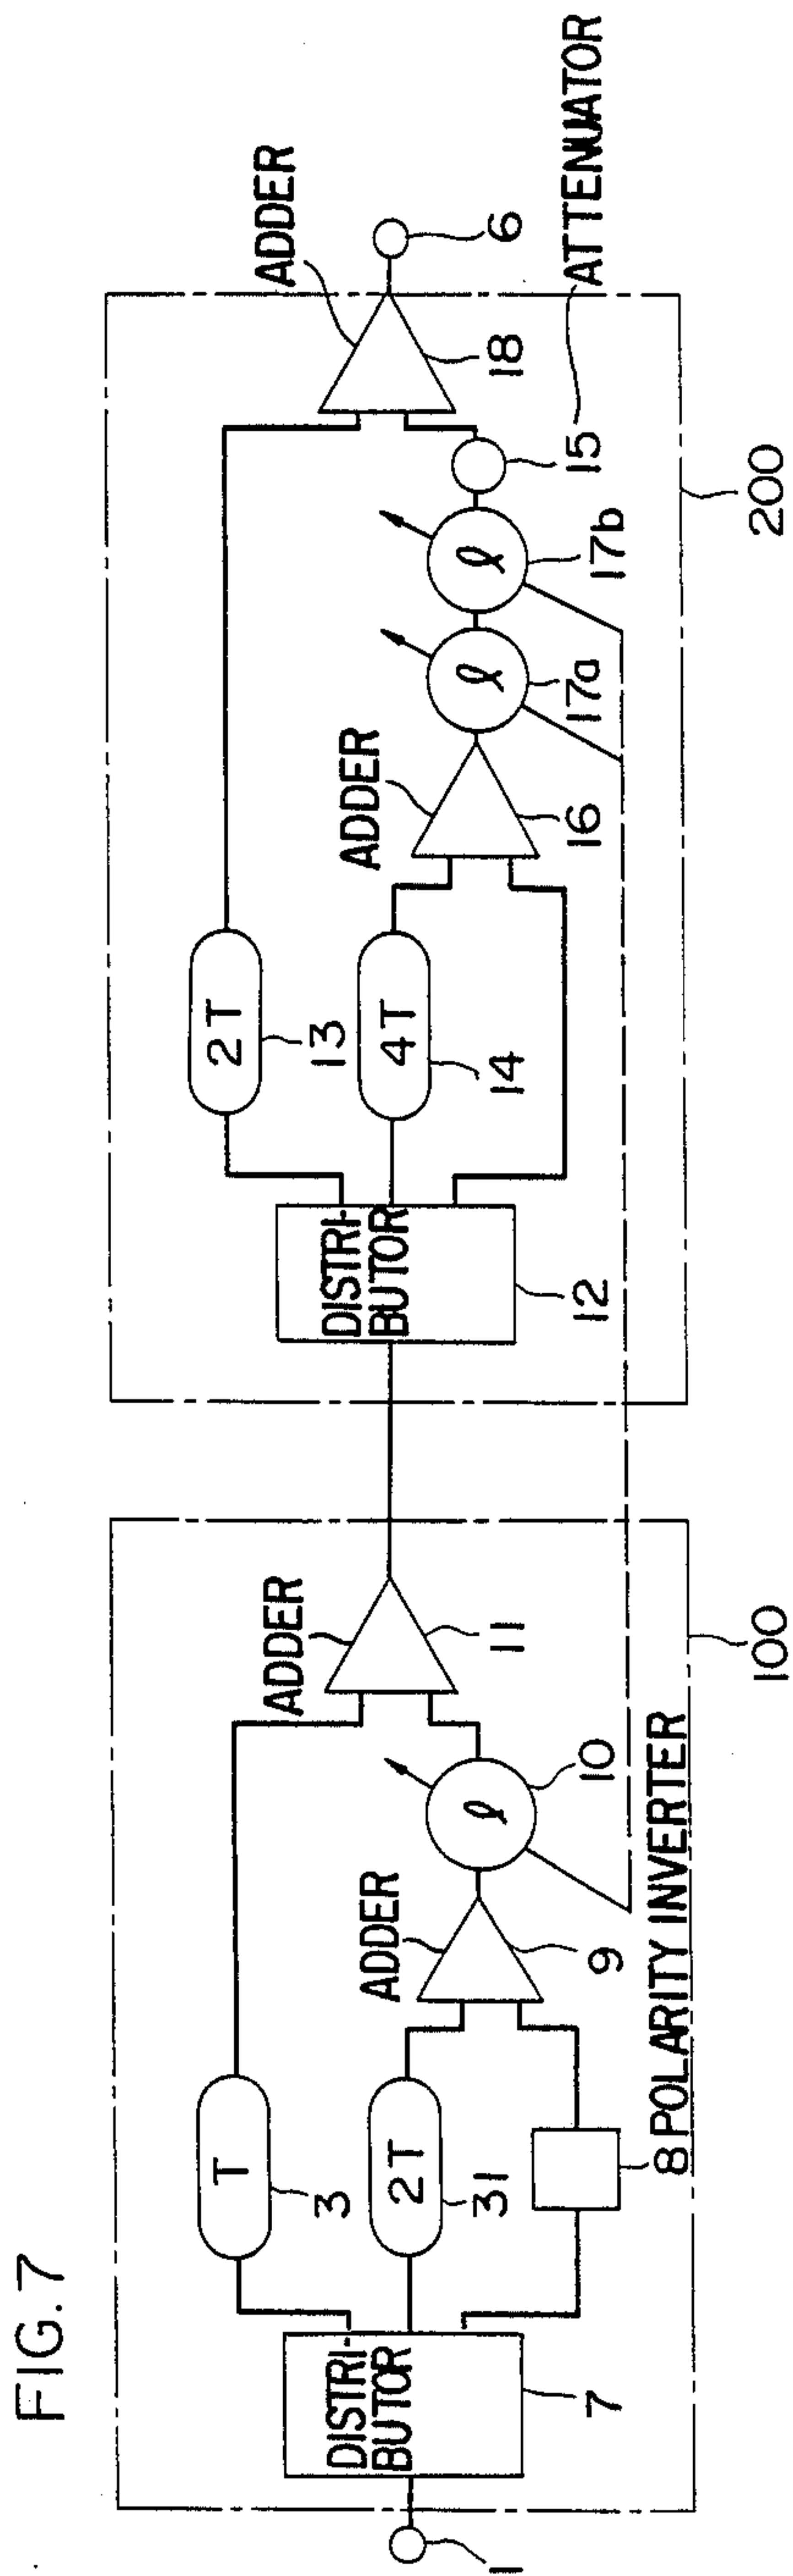 FIG. 7
1
DISTRI-
BUTOR
7
T
3
2T
31
8 POLARITY INVERTER
ADDER
9
ℓ
10
ADDER
11
100
DISTRI-
BUTOR
12
2T
13
4T
14
ADDER
16
ℓ
17a
ℓ
17b
15
ATTENUATOR
ADDER
18
6
200